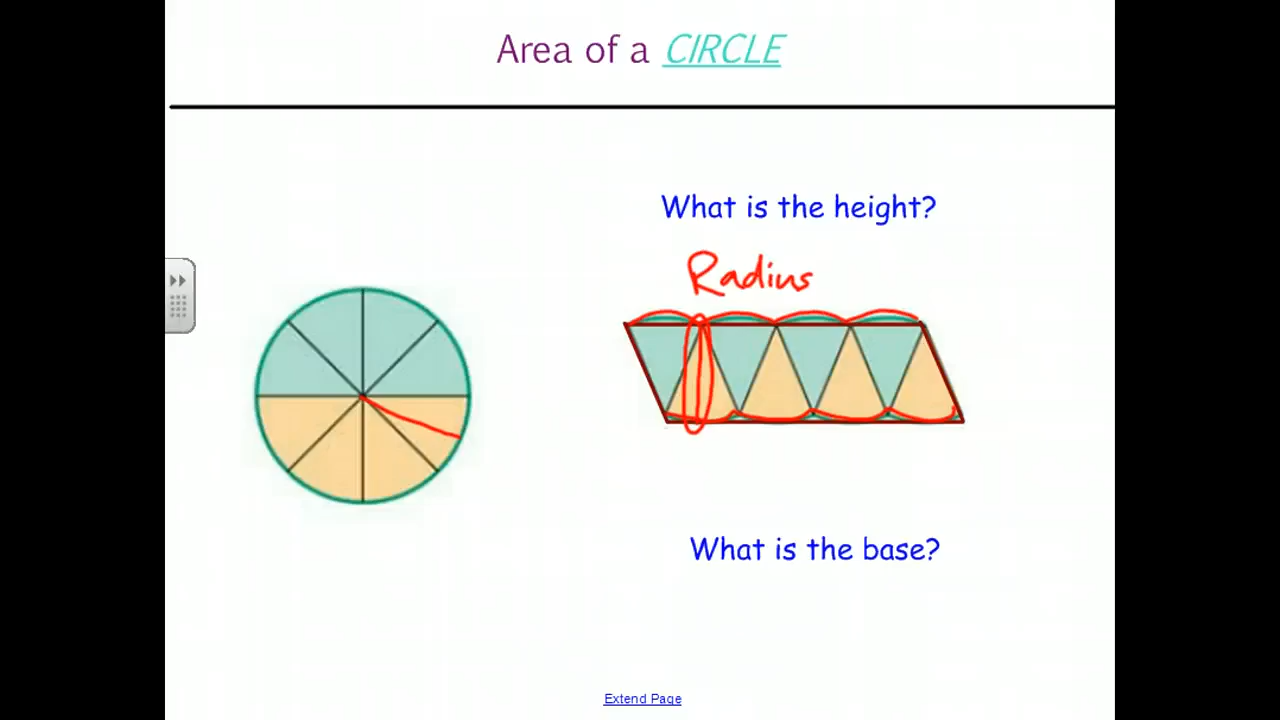 Area of a CIRCLE
What is the height?
Radius
What is the base?
Extend Page